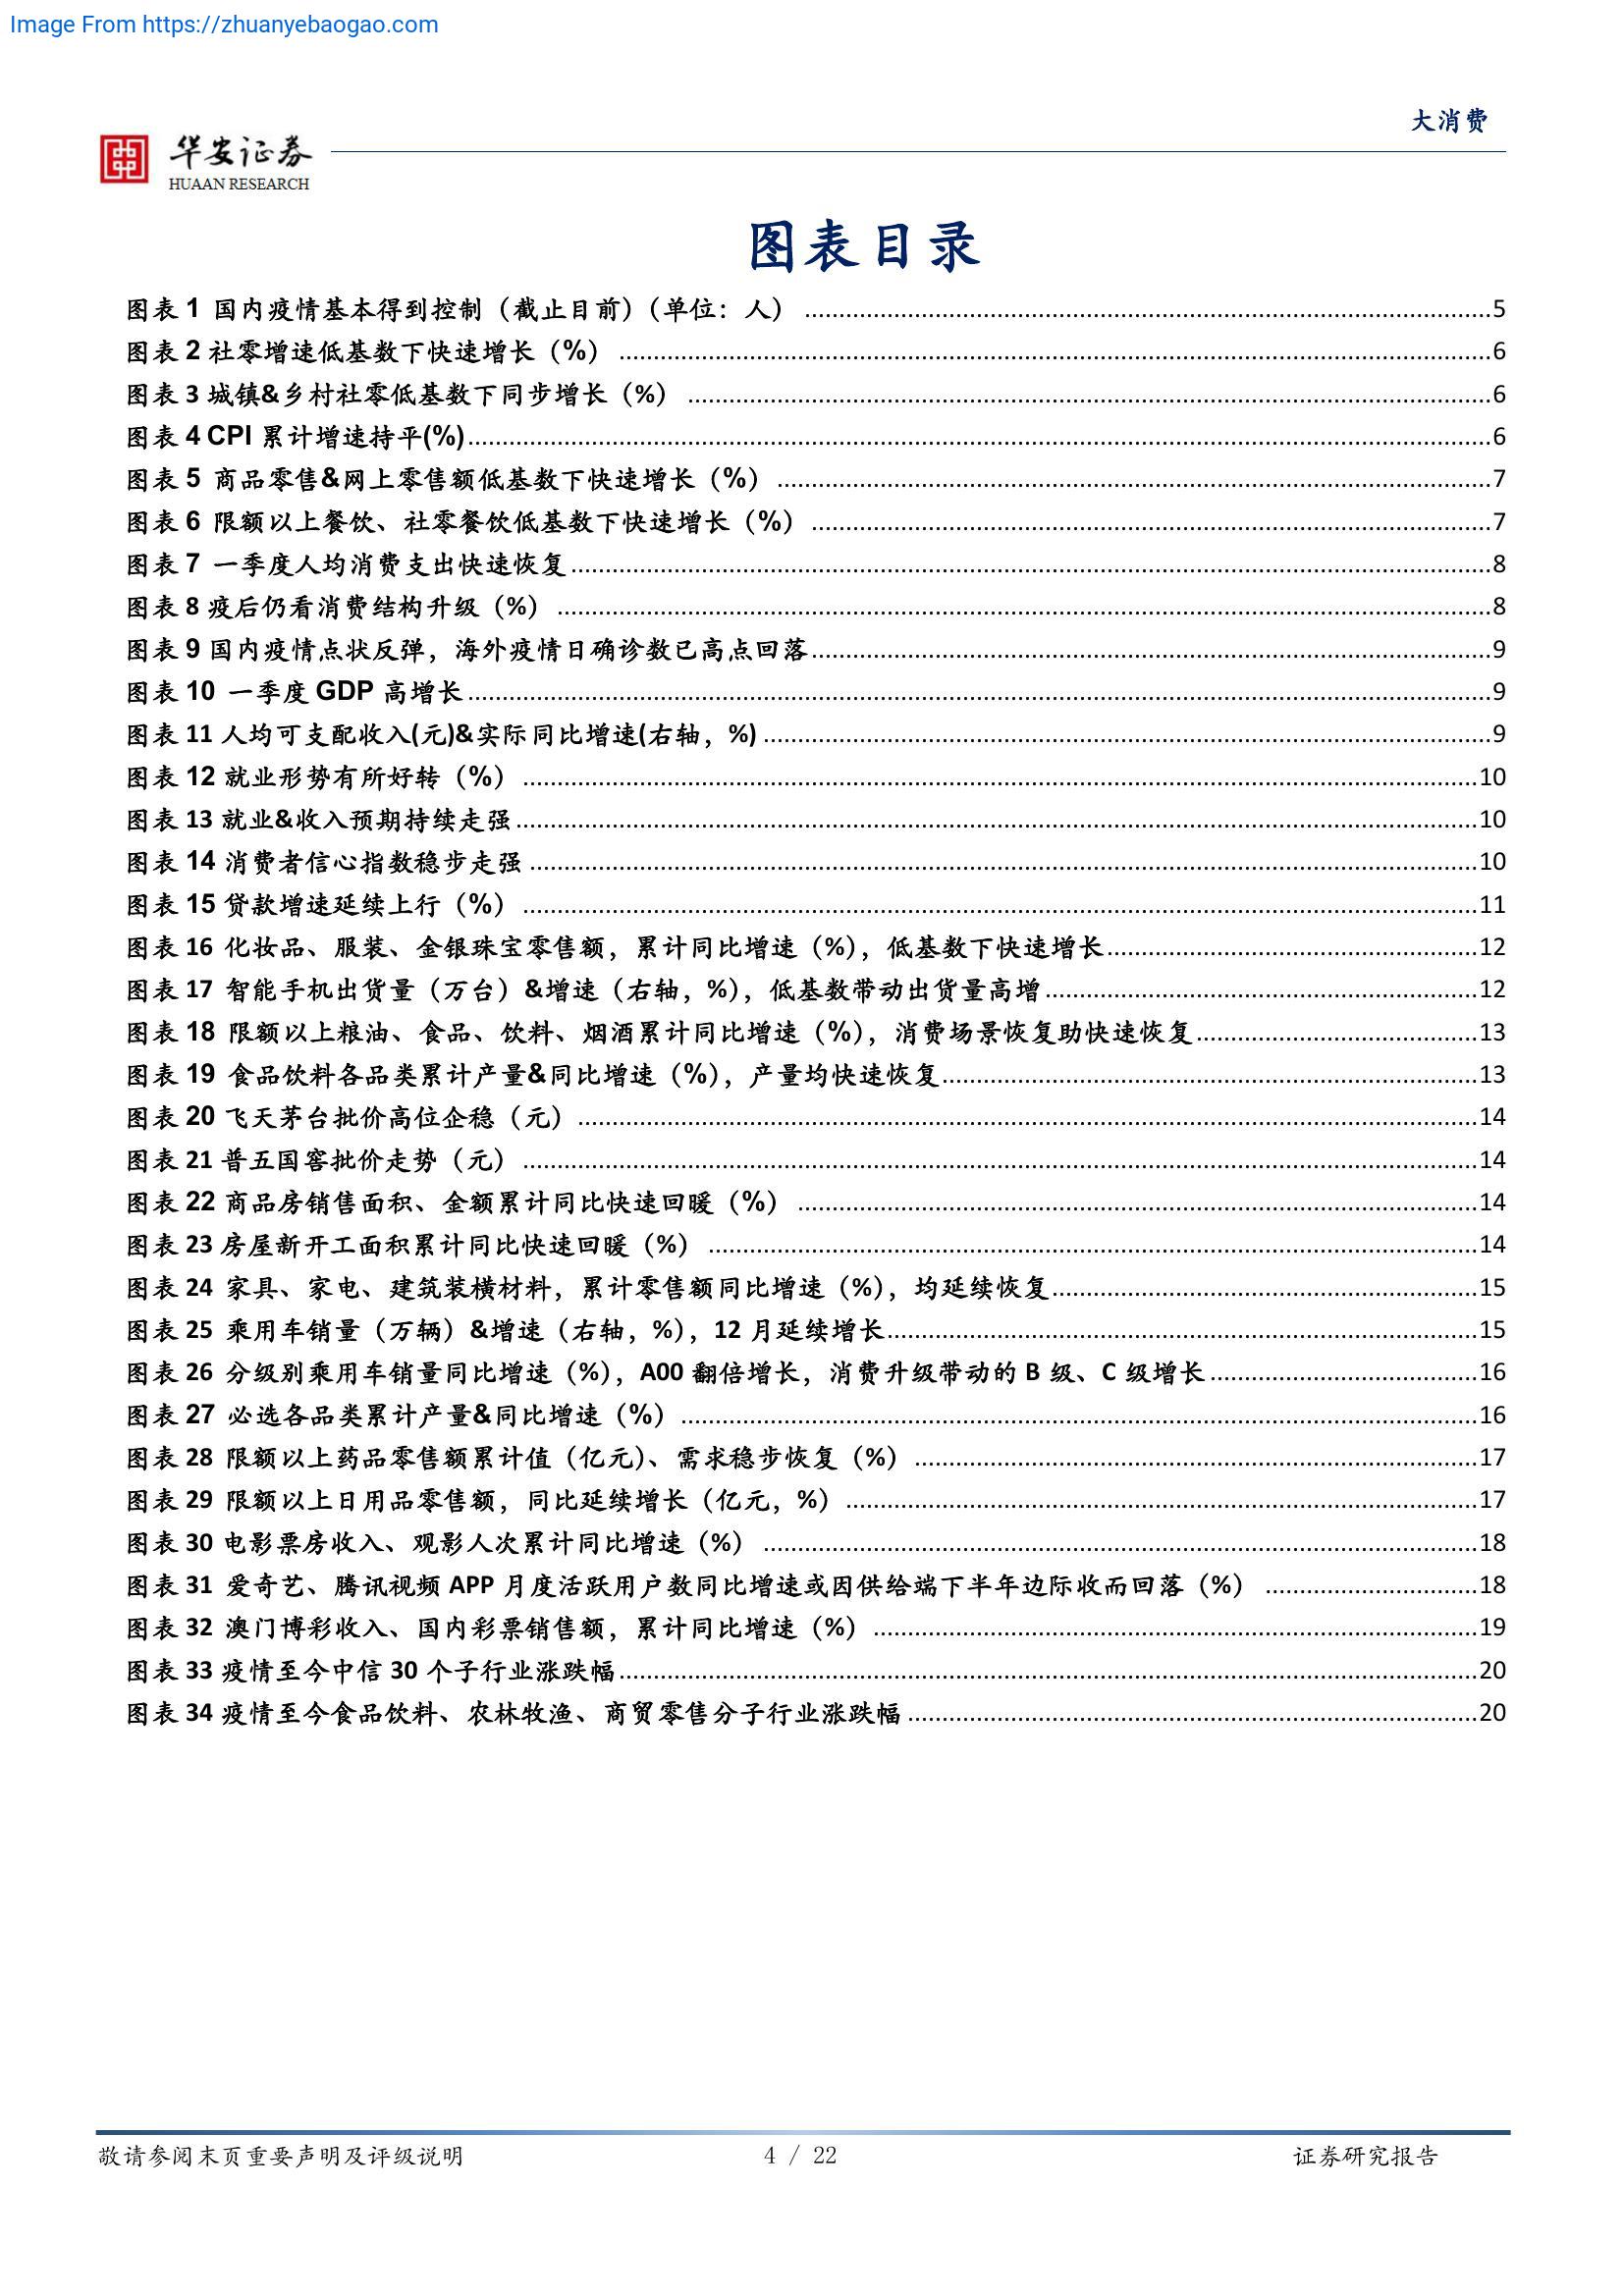 Image From https://zhuanyebaogao.com
大消费
华安证券
HUAAN RESEARCH
图表目录
图表 1 国内疫情基本得到控制（截止目前）（单位：人） ........ 5
图表 2 社零增速低基数下快速增长（%） ........ 6
图表 3 城镇&乡村社零低基数下同步增长（%） ........ 6
图表 4 CPI 累计增速持平(%) ........ 6
图表 5 商品零售&网上零售额低基数下快速增长（%） ........ 7
图表 6 限额以上餐饮、社零餐饮低基数下快速增长（%） ........ 7
图表 7 一季度人均消费支出快速恢复 ........ 8
图表 8 疫后仍看消费结构升级（%） ........ 8
图表 9 国内疫情点状反弹，海外疫情日确诊数已高点回落 ........ 9
图表 10 一季度 GDP 高增长 ........ 9
图表 11 人均可支配收入(元)&实际同比增速(右轴，%) ........ 9
图表 12 就业形势有所好转（%） ........ 10
图表 13 就业&收入预期持续走强 ........ 10
图表 14 消费者信心指数稳步走强 ........ 10
图表 15 贷款增速延续上行（%） ........ 11
图表 16 化妆品、服装、金银珠宝零售额，累计同比增速（%），低基数下快速增长 ........ 12
图表 17 智能手机出货量（万台）&增速（右轴，%），低基数带动出货量高增 ........ 12
图表 18 限额以上粮油、食品、饮料、烟酒累计同比增速（%），消费场景恢复助快速恢复 ........ 13
图表 19 食品饮料各品类累计产量&同比增速（%），产量均快速恢复 ........ 13
图表 20 飞天茅台批价高位企稳（元） ........ 14
图表 21 普五国窖批价走势（元） ........ 14
图表 22 商品房销售面积、金额累计同比快速回暖（%） ........ 14
图表 23 房屋新开工面积累计同比快速回暖（%） ........ 14
图表 24 家具、家电、建筑装横材料，累计零售额同比增速（%），均延续恢复 ........ 15
图表 25 乘用车销量（万辆）&增速（右轴，%），12 月延续增长 ........ 15
图表 26 分级别乘用车销量同比增速（%），A00 翻倍增长，消费升级带动的 B 级、C 级增长 ........ 16
图表 27 必选各品类累计产量&同比增速（%） ........ 16
图表 28 限额以上药品零售额累计值（亿元）、需求稳步恢复（%） ........ 17
图表 29 限额以上日用品零售额，同比延续增长（亿元，%） ........ 17
图表 30 电影票房收入、观影人次累计同比增速（%） ........ 18
图表 31 爱奇艺、腾讯视频 APP 月度活跃用户数同比增速或因供给端下半年边际收而回落（%） ........ 18
图表 32 澳门博彩收入、国内彩票销售额，累计同比增速（%） ........ 19
图表 33 疫情至今中信 30 个子行业涨跌幅 ........ 20
图表 34 疫情至今食品饮料、农林牧渔、商贸零售分子行业涨跌幅 ........ 20
敬请参阅末页重要声明及评级说明
4 / 22
证券研究报告